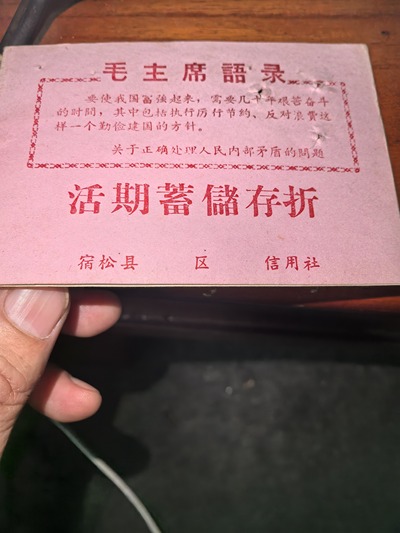 毛主席語录
要使我国富強起来，需要几十年艰苦奋斗
的时間，其中包括执行厉行节约、反对浪费这
样一个勤俭建国的方针。
关于正确处理人民内部矛盾的問題
活期蓄儲存折
宿松县 区 信用社